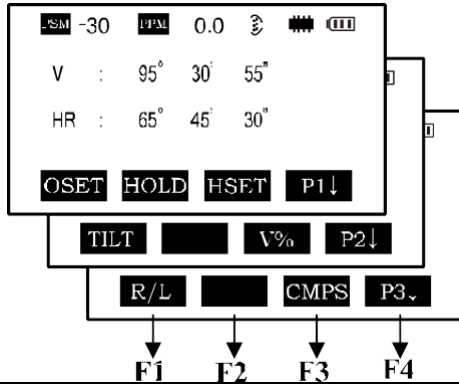 PSM -30 PPM 0.0
V : 95° 30' 55"
HR : 65° 45' 30"
OSET HOLD HSET P1↓
TILT V% P2↓
R/L CMPS P3↓
F1 F2 F3 F4